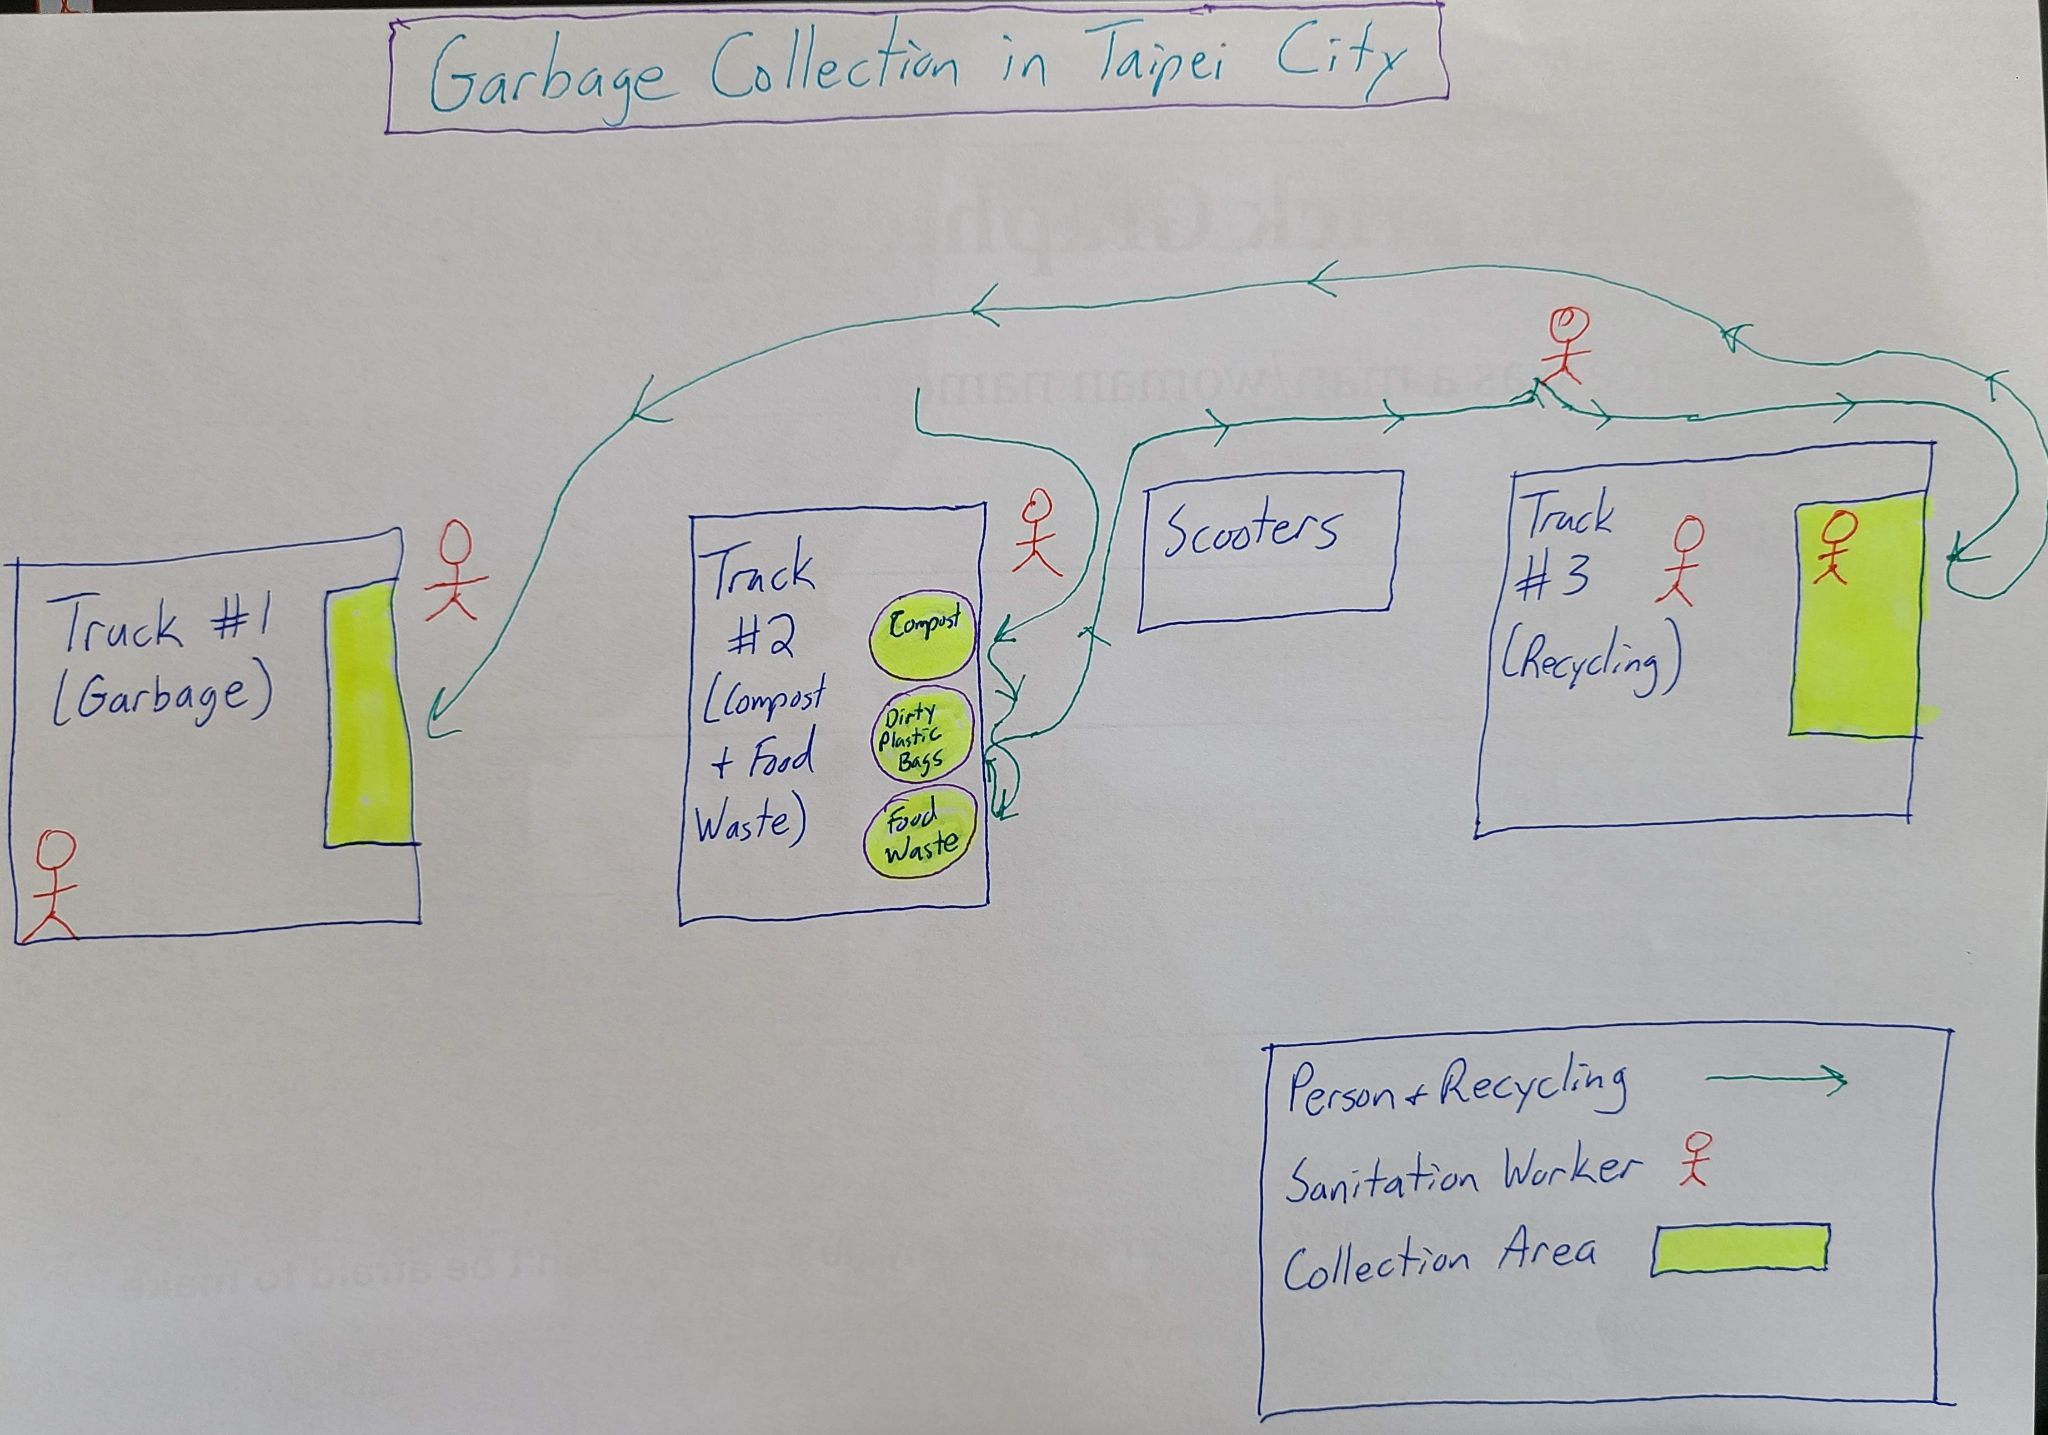 Garbage Collection in Taipei City
Truck #1
(Garbage)
Truck
#2
(Compost
+ Food
Waste)
Compost
Dirty
Plastic
Bags
Food
Waste
Scooters
Truck
#3
(Recycling)
Person + Recycling
Sanitation Worker
Collection Area